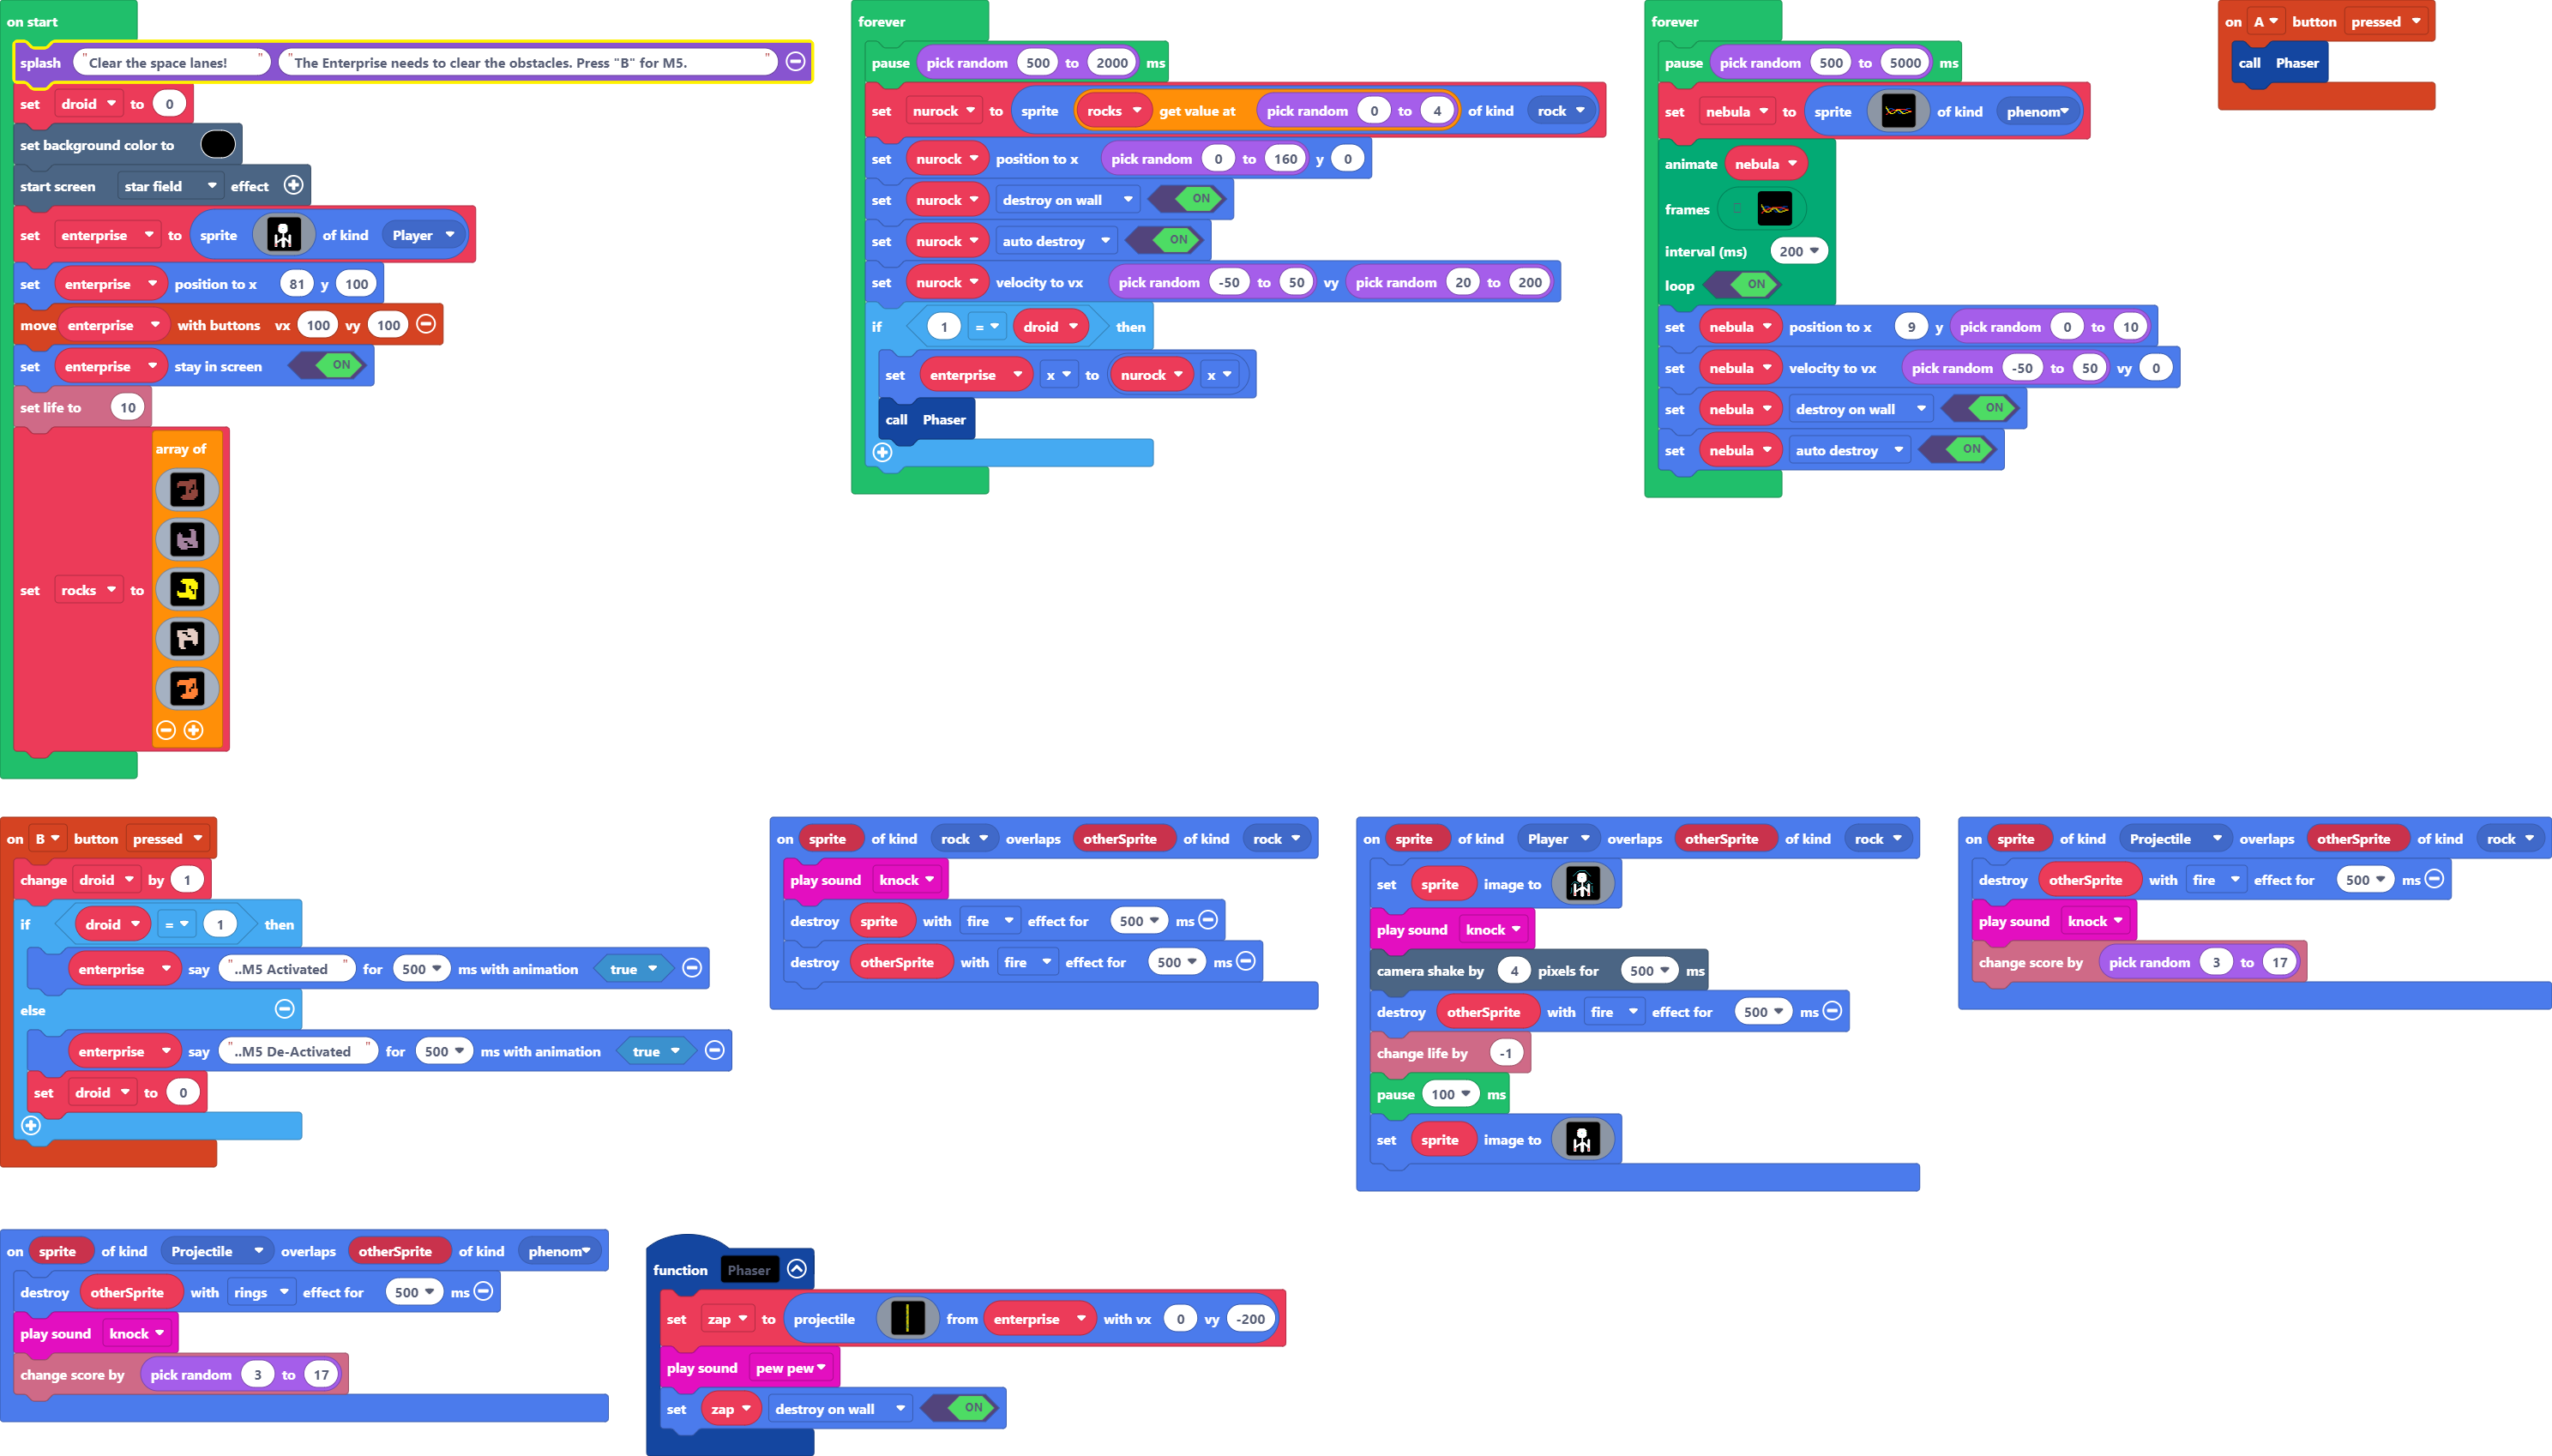 on start
splash "Clear the space lanes!" "The Enterprise needs to clear the obstacles. Press "B" for M5."
set droid to 0
set background color to
start screen star field effect
set enterprise to sprite of kind Player
set enterprise position to x 81 y 100
move enterprise with buttons vx 100 vy 100
set enterprise stay in screen ON
set life to 10
set rocks to array of
forever
pause pick random 500 to 2000 ms
set nurock to sprite rocks get value at pick random 0 to 4 of kind rock
set nurock position to x pick random 0 to 160 y 0
set nurock destroy on wall ON
set nurock auto destroy ON
set nurock velocity to vx pick random -50 to 50 vy pick random 20 to 200
if 1 = droid then
set enterprise x to nurock x
call Phaser
forever
pause pick random 500 to 5000 ms
set nebula to sprite of kind phenom
animate nebula
frames
interval (ms) 200
loop ON
set nebula position to x 9 y pick random 0 to 10
set nebula velocity to vx pick random -50 to 50 vy 0
set nebula destroy on wall ON
set nebula auto destroy ON
on A button pressed
call Phaser
on B button pressed
change droid by 1
if droid = 1 then
enterprise say "..M5 Activated" for 500 ms with animation true
else
enterprise say "..M5 De-Activated" for 500 ms with animation true
set droid to 0
on sprite of kind rock overlaps otherSprite of kind rock
play sound knock
destroy sprite with fire effect for 500 ms
destroy otherSprite with fire effect for 500 ms
on sprite of kind Player overlaps otherSprite of kind rock
set sprite image to
play sound knock
camera shake by 4 pixels for 500 ms
destroy otherSprite with fire effect for 500 ms
change life by -1
pause 100 ms
set sprite image to
on sprite of kind Projectile overlaps otherSprite of kind rock
destroy otherSprite with fire effect for 500 ms
play sound knock
change score by pick random 3 to 17
on sprite of kind Projectile overlaps otherSprite of kind phenom
destroy otherSprite with rings effect for 500 ms
play sound knock
change score by pick random 3 to 17
function Phaser
set zap to projectile from enterprise with vx 0 vy -200
play sound pew pew
set zap destroy on wall ON